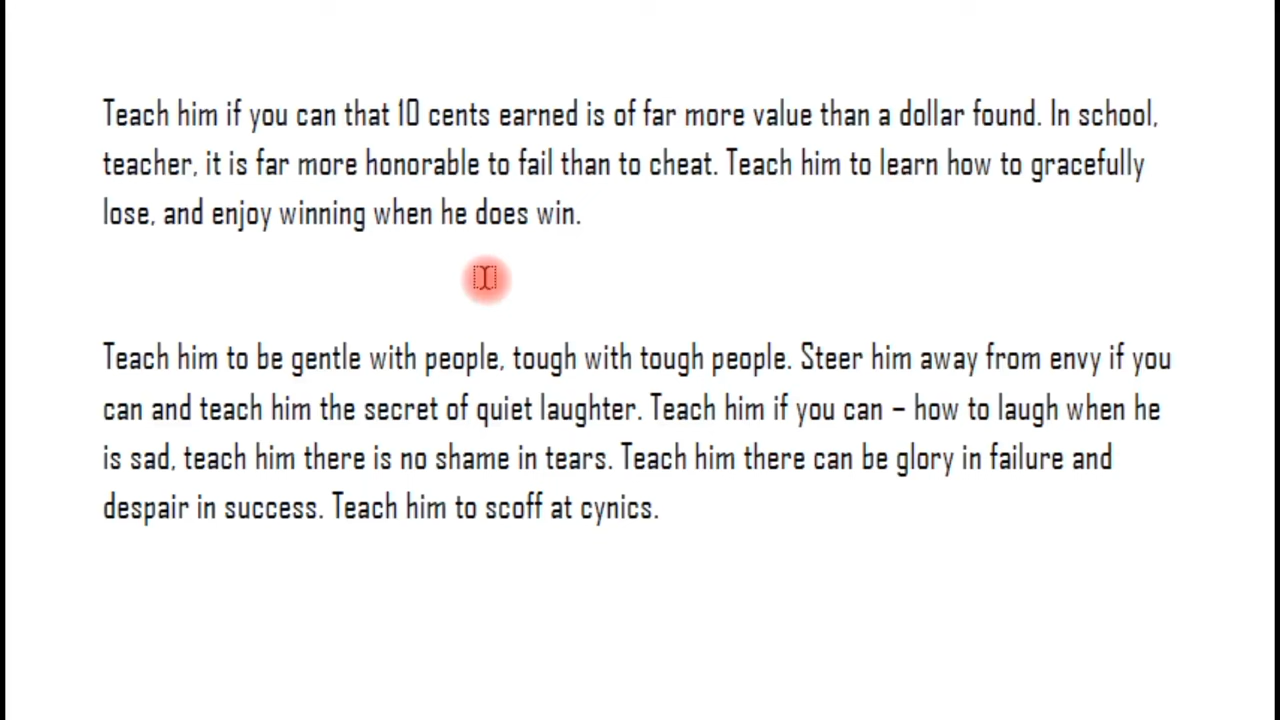 Teach him if you can that 10 cents earned is of far more value than a dollar found. In school,
teacher, it is far more honorable to fail than to cheat. Teach him to learn how to gracefully
lose, and enjoy winning when he does win.
Teach him to be gentle with people, tough with tough people. Steer him away from envy if you
can and teach him the secret of quiet laughter. Teach him if you can – how to laugh when he
is sad, teach him there is no shame in tears. Teach him there can be glory in failure and
despair in success. Teach him to scoff at cynics.